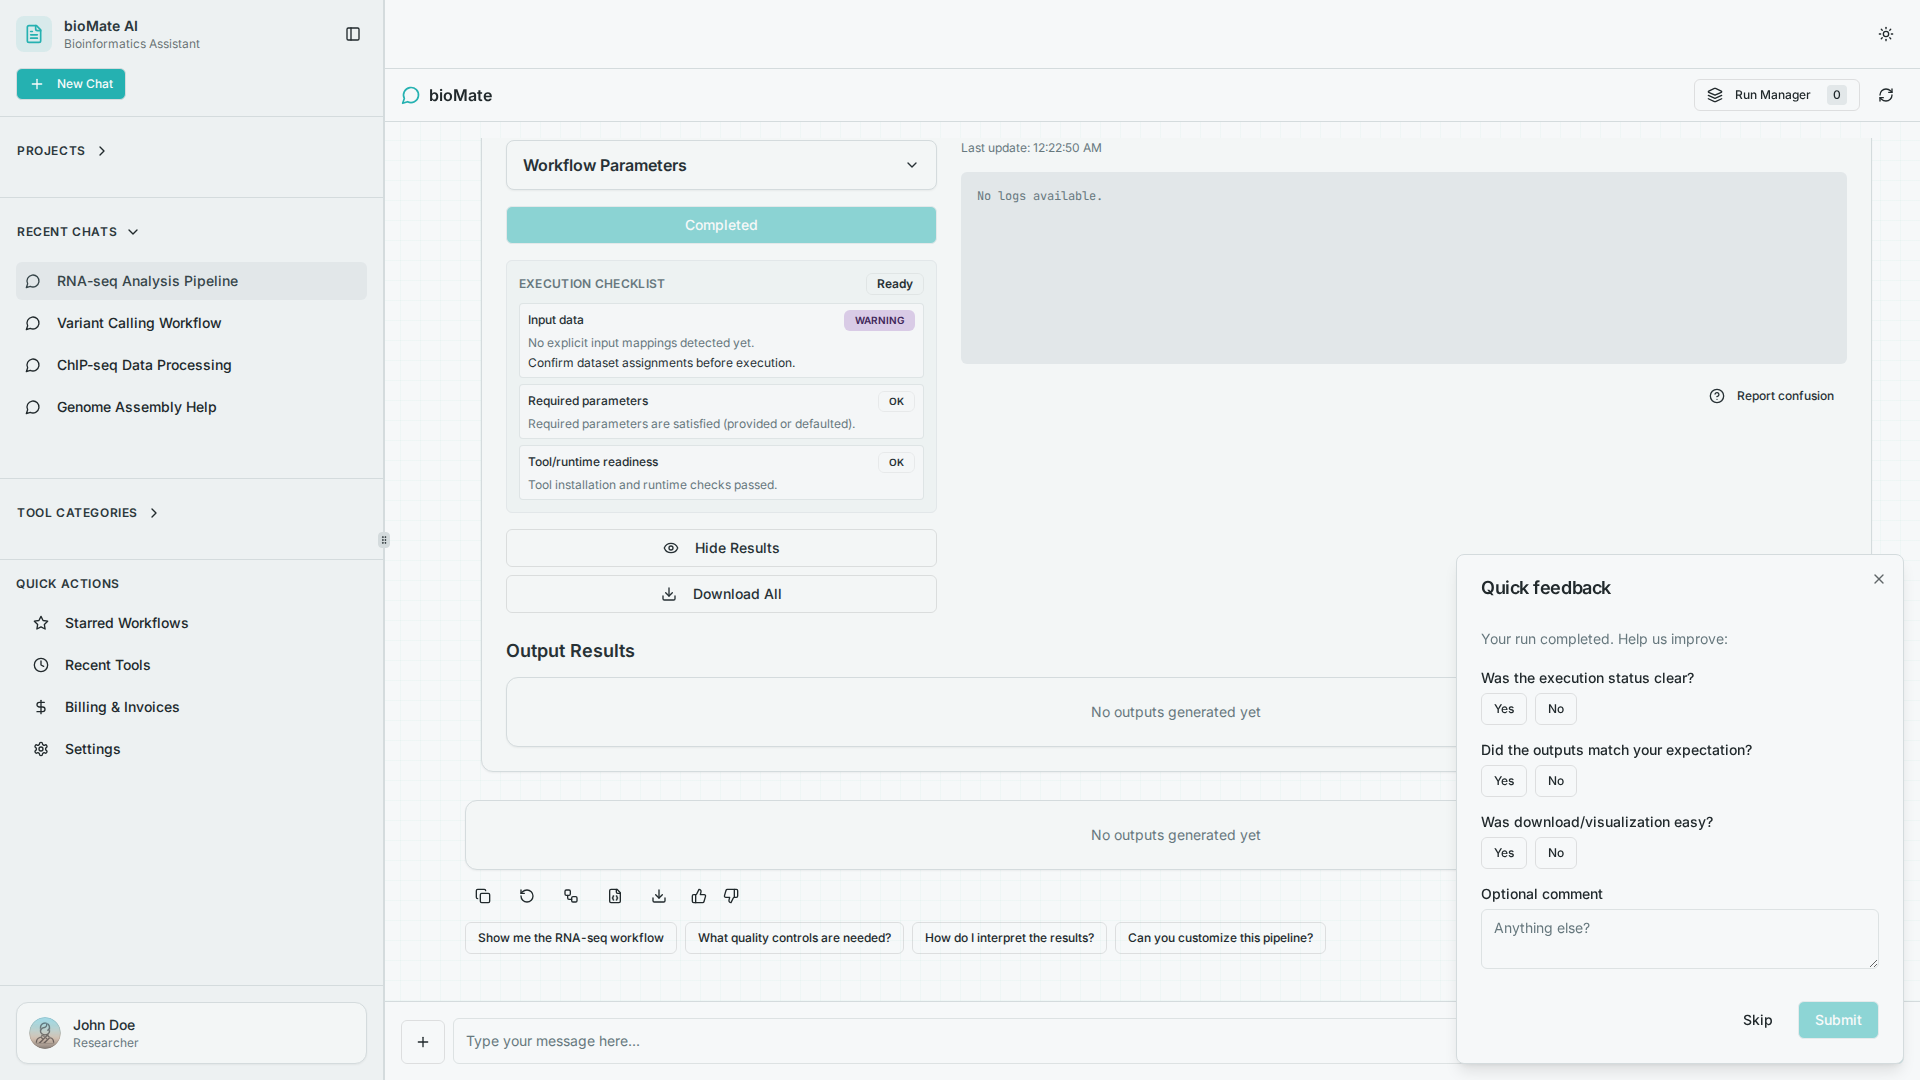 bioMate AI
Bioinformatics Assistant
New Chat
PROJECTS
RECENT CHATS
RNA-seq Analysis Pipeline
Variant Calling Workflow
ChIP-seq Data Processing
Genome Assembly Help
TOOL CATEGORIES
QUICK ACTIONS
Starred Workflows
Recent Tools
Billing & Invoices
Settings
John Doe
Researcher
bioMate
Run Manager 0
Workflow Parameters
Completed
EXECUTION CHECKLIST Ready
Input data WARNING
No explicit input mappings detected yet.
Confirm dataset assignments before execution.
Required parameters OK
Required parameters are satisfied (provided or defaulted).
Tool/runtime readiness OK
Tool installation and runtime checks passed.
Hide Results
Download All
Last update: 12:22:50 AM
No logs available.
Report confusion
Output Results
No outputs generated yet
No outputs generated yet
Show me the RNA-seq workflow
What quality controls are needed?
How do I interpret the results?
Can you customize this pipeline?
Type your message here...
Quick feedback
Your run completed. Help us improve:
Was the execution status clear?
Yes No
Did the outputs match your expectation?
Yes No
Was download/visualization easy?
Yes No
Optional comment
Anything else?
Skip Submit